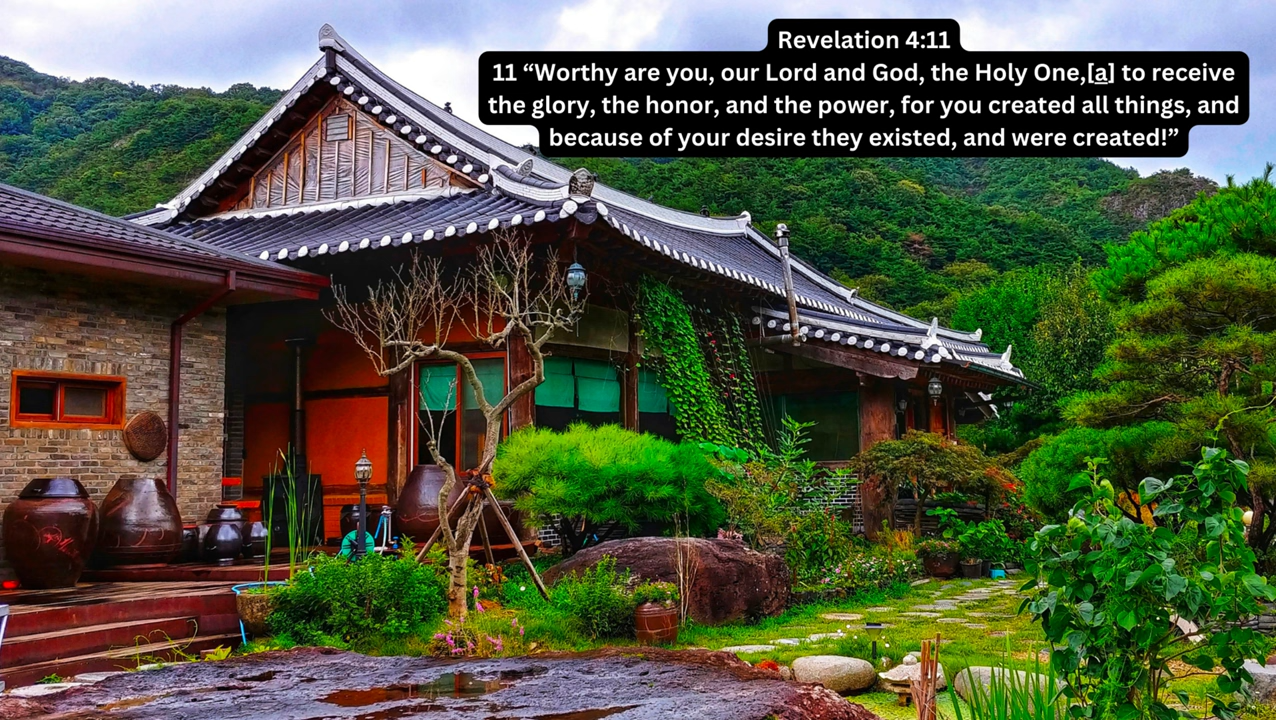 Revelation 4:11
11 “Worthy are you, our Lord and God, the Holy One,[a] to receive
the glory, the honor, and the power, for you created all things, and
because of your desire they existed, and were created!”